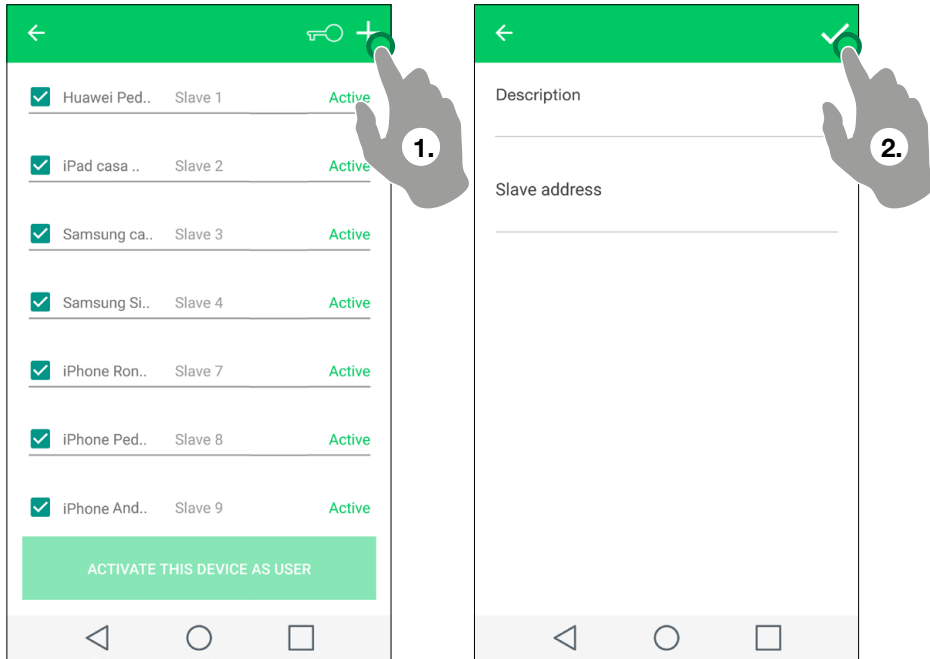 Huawei Ped.. Slave 1 Active
iPad casa .. Slave 2 Active
Samsung ca.. Slave 3 Active
Samsung Si.. Slave 4 Active
iPhone Ron.. Slave 7 Active
iPhone Ped.. Slave 8 Active
iPhone And.. Slave 9 Active
ACTIVATE THIS DEVICE AS USER
1.
Description
Slave address
2.